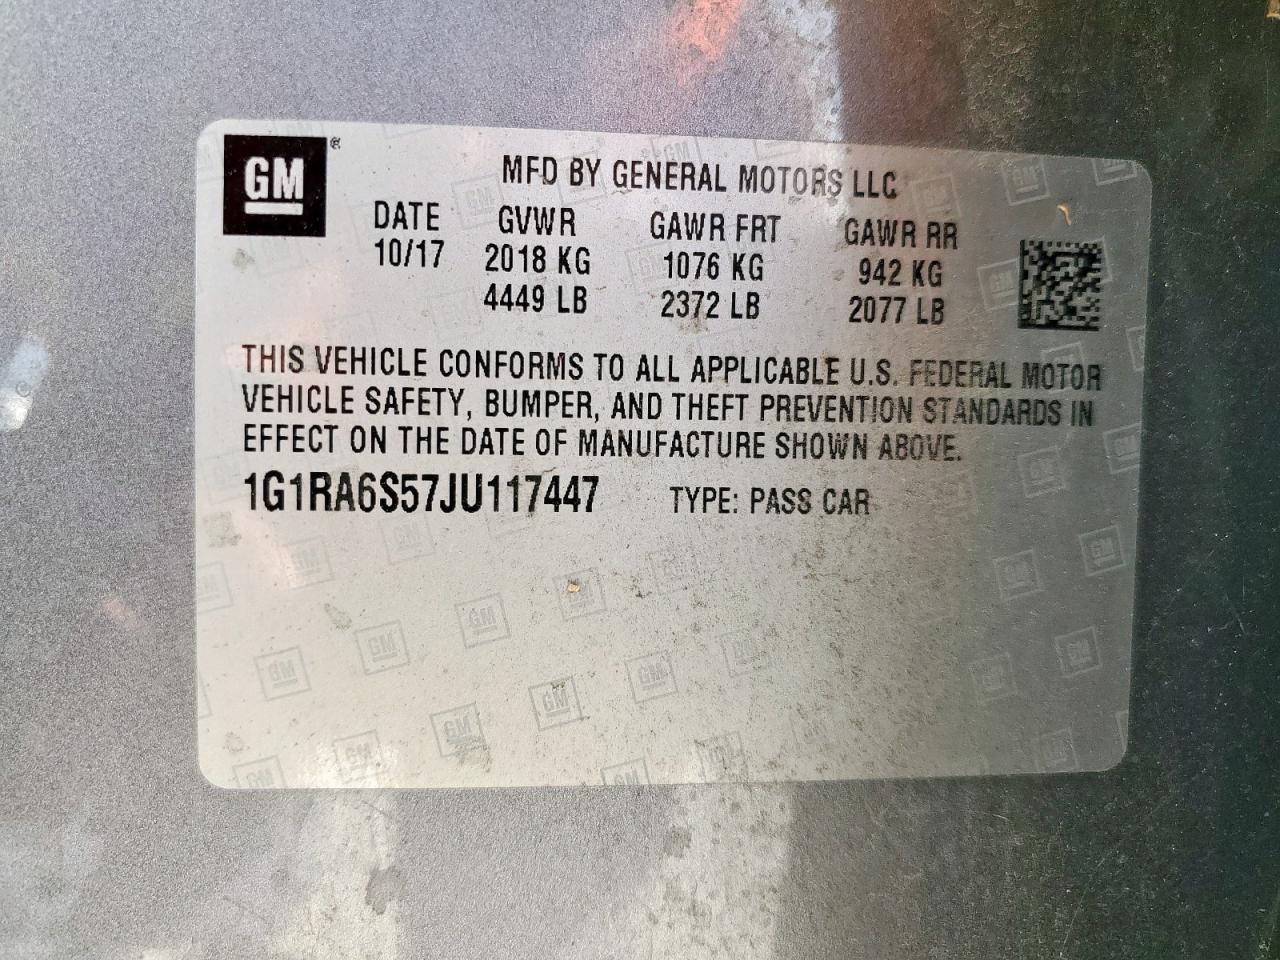 GM®
MFD BY GENERAL MOTORS LLC
DATE GVWR GAWR FRT GAWR RR
10/17 2018 KG 1076 KG 942 KG
4449 LB 2372 LB 2077 LB
THIS VEHICLE CONFORMS TO ALL APPLICABLE U.S. FEDERAL MOTOR
VEHICLE SAFETY, BUMPER, AND THEFT PREVENTION STANDARDS IN
EFFECT ON THE DATE OF MANUFACTURE SHOWN ABOVE.
1G1RA6S57JU117447 TYPE: PASS CAR